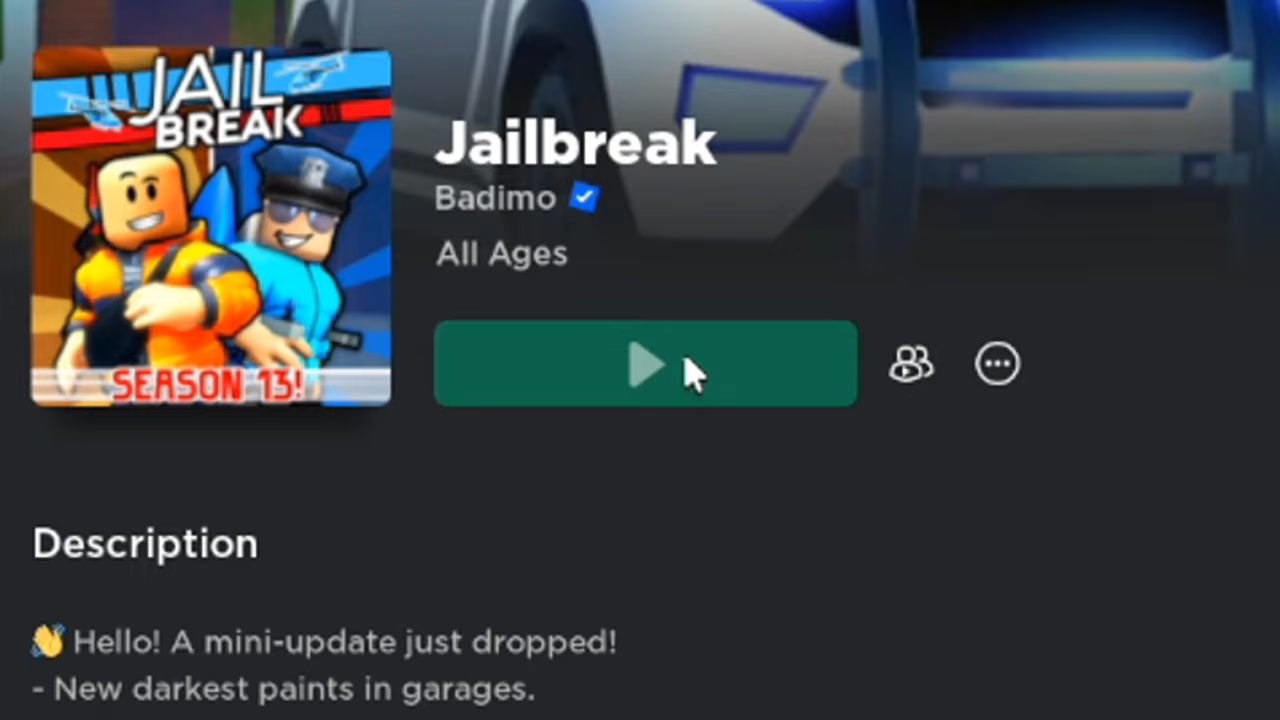 JAIL
BREAK
SEASON 13!
Jailbreak
Badimo
All Ages
Description
👋 Hello! A mini-update just dropped!
- New darkest paints in garages.